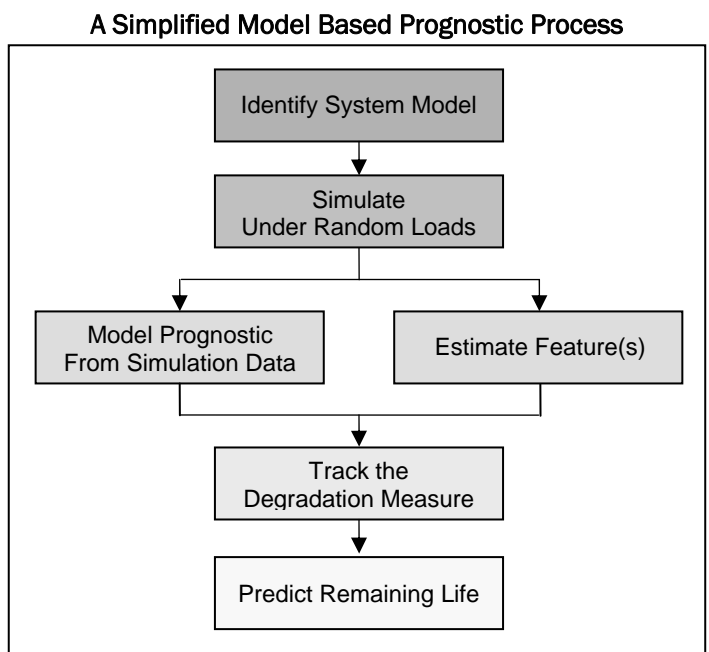 A Simplified Model Based Prognostic Process
Identify System Model
Simulate
Under Random Loads
Model Prognostic
From Simulation Data
Estimate Feature(s)
Track the
Degradation Measure
Predict Remaining Life